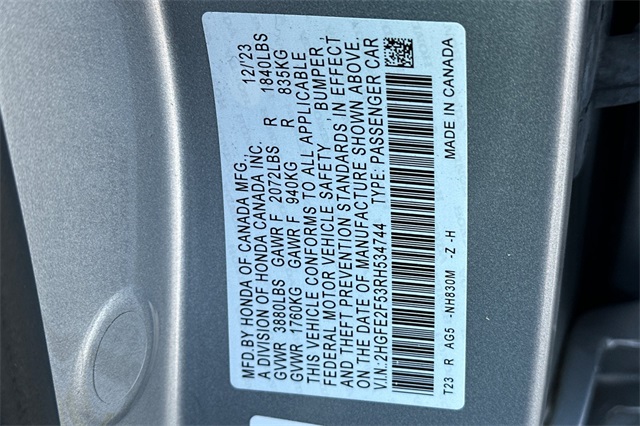 MFD.BY HONDA OF CANADA MFG., 12/'23
A DIVISION OF HONDA CANADA INC.
GVWR 3880LBS GAWR F 2072LBS R 1840LBS
GVWR 1760KG GAWR F 940KG R 835KG
THIS VEHICLE CONFORMS TO ALL APPLICABLE
FEDERAL MOTOR VEHICLE SAFETY, BUMPER,
AND THEFT PREVENTION STANDARDS IN EFFECT
ON THE DATE OF MANUFACTURE SHOWN ABOVE.
V.I.N.:2HGFE2F53RH534744 TYPE: PASSENGER CAR
T23 R AG5 -NH830M -Z -H MADE IN CANADA